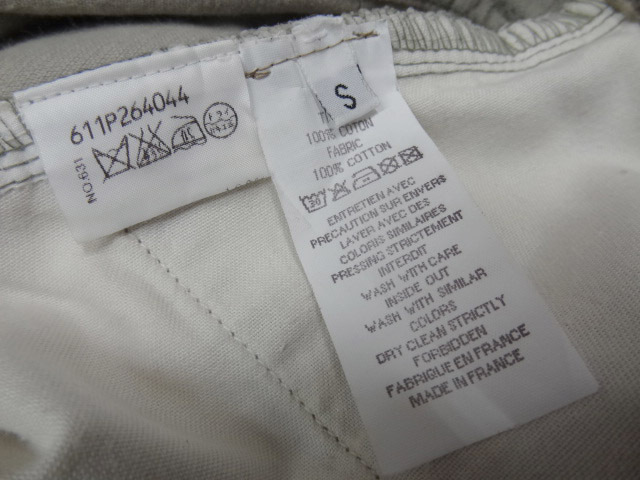 611P264044
NO.631
S
100% COTON
FABRIC
100% COTTON
30
ENTRETIEN AVEC
PRECAUTION SUR ENVERS
LAVER AVEC DES
COLORIS SIMILAIRES
PRESSING STRICTEMENT
INTERDIT
WASH WITH CARE
INSIDE OUT
WASH WITH SIMILAR
COLORS
DRY CLEAN STRICTLY
FORBIDDEN
FABRIQUE EN FRANCE
MADE IN FRANCE